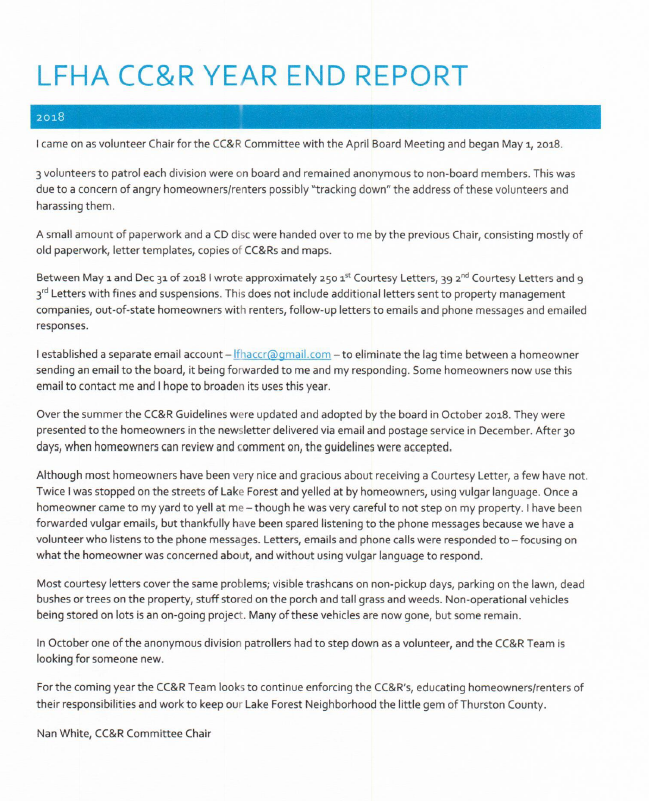 LFHA CC&R YEAR END REPORT
2018
I came on as volunteer Chair for the CC&R Committee with the April Board Meeting and began May 1, 2018.
3 volunteers to patrol each division were on board and remained anonymous to non-board members. This was
due to a concern of angry homeowners/renters possibly "tracking down" the address of these volunteers and
harassing them.
A small amount of paperwork and a CD disc were handed over to me by the previous Chair, consisting mostly of
old paperwork, letter templates, copies of CC&Rs and maps.
Between May 1 and Dec 31 of 2018 I wrote approximately 250 1st Courtesy Letters, 39 2nd Courtesy Letters and 9
3rd Letters with fines and suspensions. This does not include additional letters sent to property management
companies, out-of-state homeowners with renters, follow-up letters to emails and phone messages and emailed
responses.
I established a separate email account – lfhaccr@gmail.com – to eliminate the lag time between a homeowner
sending an email to the board, it being forwarded to me and my responding. Some homeowners now use this
email to contact me and I hope to broaden its uses this year.
Over the summer the CC&R Guidelines were updated and adopted by the board in October 2018. They were
presented to the homeowners in the newsletter delivered via email and postage service in December. After 30
days, when homeowners can review and comment on, the guidelines were accepted.
Although most homeowners have been very nice and gracious about receiving a Courtesy Letter, a few have not.
Twice I was stopped on the streets of Lake Forest and yelled at by homeowners, using vulgar language. Once a
homeowner came to my yard to yell at me – though he was very careful to not step on my property. I have been
forwarded vulgar emails, but thankfully have been spared listening to the phone messages because we have a
volunteer who listens to the phone messages. Letters, emails and phone calls were responded to – focusing on
what the homeowner was concerned about, and without using vulgar language to respond.
Most courtesy letters cover the same problems; visible trashcans on non-pickup days, parking on the lawn, dead
bushes or trees on the property, stuff stored on the porch and tall grass and weeds. Non-operational vehicles
being stored on lots is an on-going project. Many of these vehicles are now gone, but some remain.
In October one of the anonymous division patrollers had to step down as a volunteer, and the CC&R Team is
looking for someone new.
For the coming year the CC&R Team looks to continue enforcing the CC&R's, educating homeowners/renters of
their responsibilities and work to keep our Lake Forest Neighborhood the little gem of Thurston County.
Nan White, CC&R Committee Chair